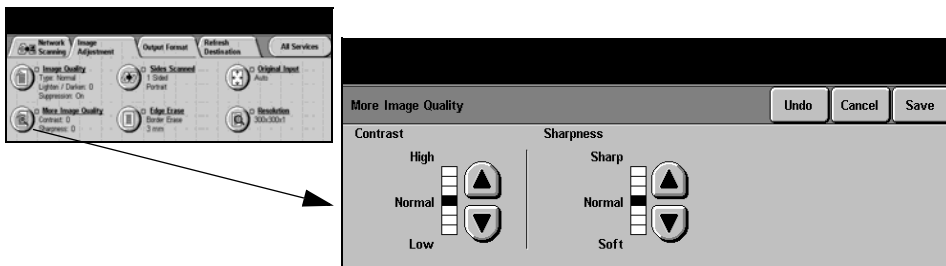 Network Scanning
Image Adjustment
Output Format
Refresh Destination
All Services
Image Quality
Type: Normal
Lighten / Darken: 0
Suppression: On
Sides Scanned
1 Sided
Portrait
Original Input
Auto
More Image Quality
Contrast: 0
Sharpness: 0
Edge Erase
Border Erase
3 mm
Resolution
300x300x1
More Image Quality
Undo
Cancel
Save
Contrast
Sharpness
High
Normal
Low
Sharp
Normal
Soft